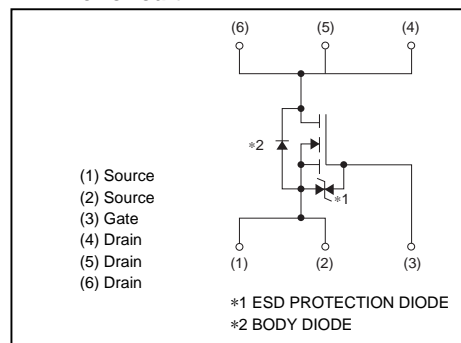 (6) (5) (4)
∗2
∗1
(1) Source
(2) Source
(3) Gate
(4) Drain
(5) Drain
(6) Drain
(1) (2) (3)
∗1 ESD PROTECTION DIODE
∗2 BODY DIODE